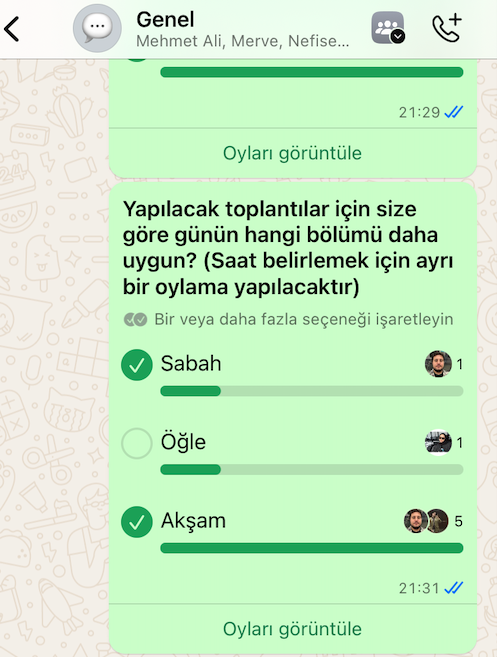 Genel
Mehmet Ali, Merve, Nefise...
21:29
Oyları görüntüle
Yapılacak toplantılar için size
göre günün hangi bölümü daha
uygun? (Saat belirlemek için ayrı
bir oylama yapılacaktır)
Bir veya daha fazla seçeneği işaretleyin
Sabah 1
Öğle 1
Akşam 5
21:31
Oyları görüntüle